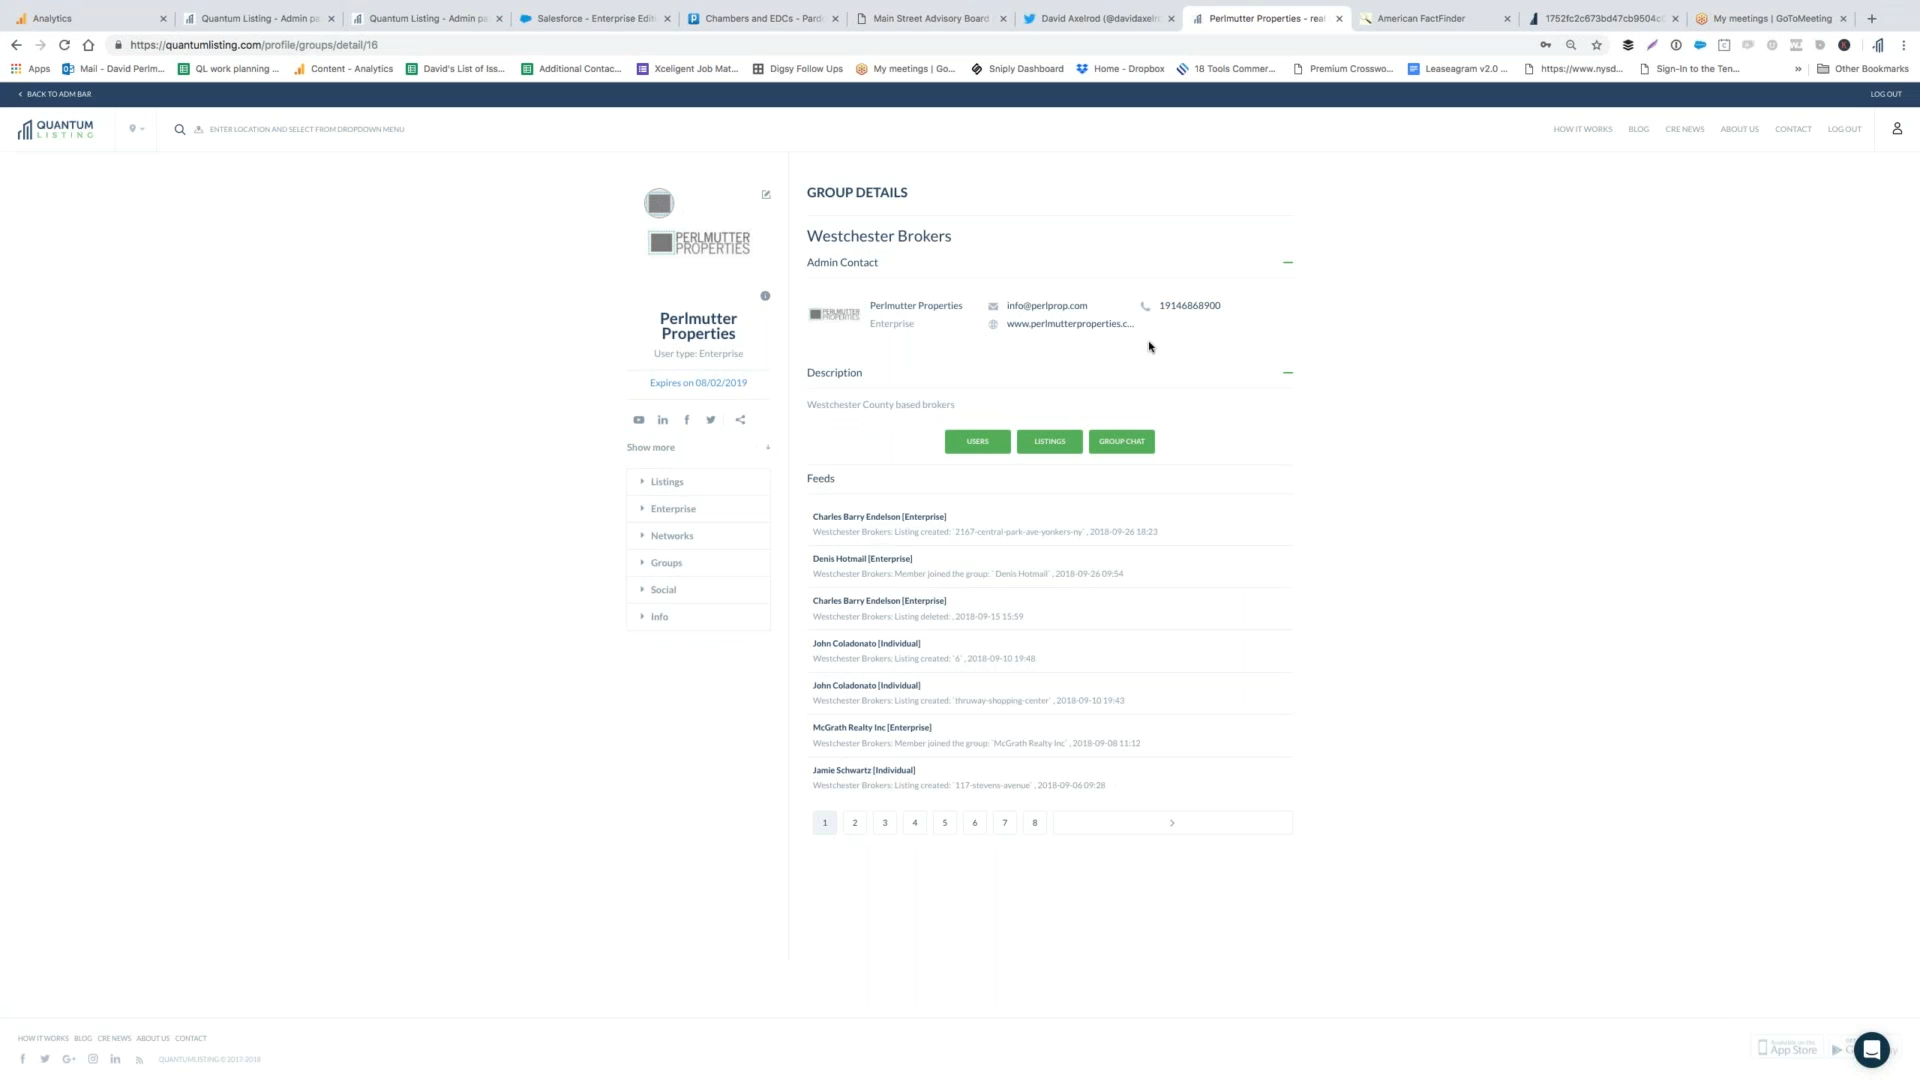 Analytics
Quantum Listing - Admin pa
Quantum Listing - Admin pa
Salesforce - Enterprise Edit
Chambers and EDCs - Pard
Main Street Advisory Board
David Axelrod (@davidaxelr
Perlmutter Properties - real
American FactFinder
1752fc2c673bd47cb9504c
My meetings | GoToMeeting
https://quantumlisting.com/profile/groups/detail/16
Apps
Mail - David Perlm...
QL work planning ...
Content - Analytics
David's List of Iss...
Additional Contac...
Xceligent Job Mat...
Digsy Follow Ups
My meetings | Go...
Sniply Dashboard
Home - Dropbox
18 Tools Commer...
Premium Crosswo...
Leaseagram v2.0 ...
https://www.nysd...
Sign-In to the Ten...
Other Bookmarks
BACK TO ADM BAR
LOG OUT
QUANTUM
LISTING
ENTER LOCATION AND SELECT FROM DROPDOWN MENU
HOW IT WORKS
BLOG
CRE NEWS
ABOUT US
CONTACT
LOG OUT
PERLMUTTER
PROPERTIES
Perlmutter
Properties
User type: Enterprise
Expires on 08/02/2019
Show more
Listings
Enterprise
Networks
Groups
Social
Info
GROUP DETAILS
Westchester Brokers
Admin Contact
PERLMUTTER
PROPERTIES
Perlmutter Properties
info@perlprop.com
19146868900
Enterprise
www.perlmutterproperties.c...
Description
Westchester County based brokers
USERS
LISTINGS
GROUP CHAT
Feeds
Charles Barry Endelson [Enterprise]
Westchester Brokers: Listing created: `2167-central-park-ave-yonkers-ny` , 2018-09-26 18:23
Denis Hotmail [Enterprise]
Westchester Brokers: Member joined the group: ` Denis Hotmail` , 2018-09-26 09:54
Charles Barry Endelson [Enterprise]
Westchester Brokers: Listing deleted: , 2018-09-15 15:59
John Coladonato [Individual]
Westchester Brokers: Listing created: `6` , 2018-09-10 19:48
John Coladonato [Individual]
Westchester Brokers: Listing created: `thruway-shopping-center` , 2018-09-10 19:43
McGrath Realty Inc [Enterprise]
Westchester Brokers: Member joined the group: `McGrath Realty Inc` , 2018-09-08 11:12
Jamie Schwartz [Individual]
Westchester Brokers: Listing created: `117-stevens-avenue` , 2018-09-06 09:28
1 2 3 4 5 6 7 8
HOW IT WORKS BLOG CRE NEWS ABOUT US CONTACT
QUANTUMLISTING © 2017-2018
Available on the
App Store